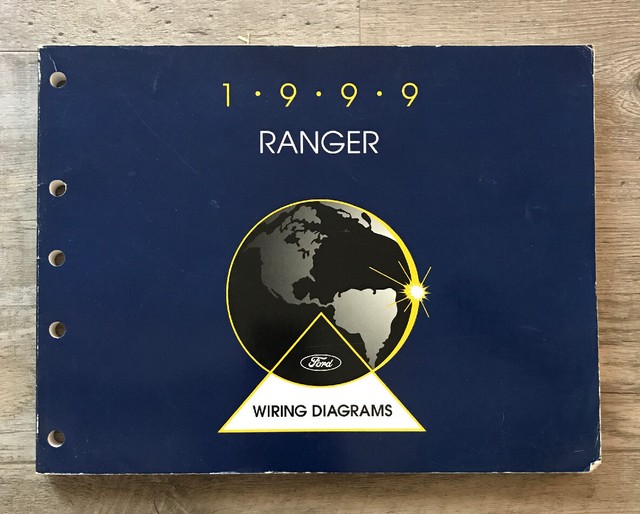 1 • 9 • 9 • 9
RANGER
Ford
WIRING DIAGRAMS